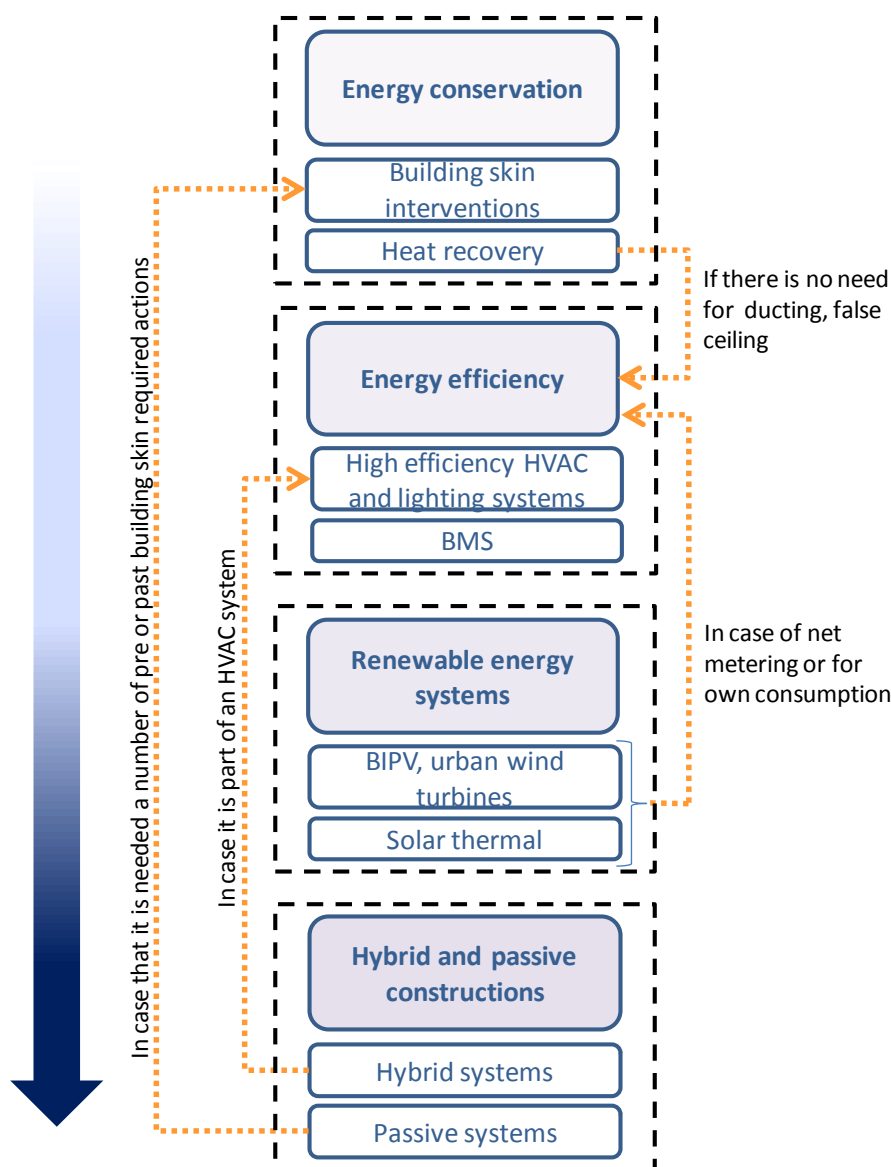 Energy conservation
Building skin
interventions
Heat recovery
If there is no need
for ducting, false
ceiling
Energy efficiency
High efficiency HVAC
and lighting systems
BMS
Renewable energy
systems
In case of net
metering or for
own consumption
BIPV, urban wind
turbines
Solar thermal
Hybrid and passive
constructions
Hybrid systems
Passive systems
In case that it is needed a number of pre or past building skin required actions
In case it is part of an HVAC system